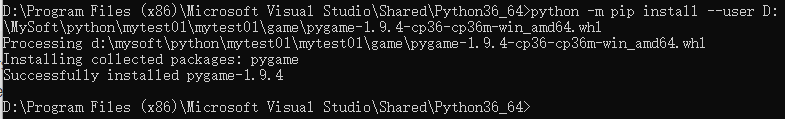 D:\Program Files (x86)\Microsoft Visual Studio\Shared\Python36_64>python -m pip install --user D:
\MySoft\python\mytest01\mytest01\game\pygame-1.9.4-cp36-cp36m-win_amd64.whl
Processing d:\mysoft\python\mytest01\mytest01\game\pygame-1.9.4-cp36-cp36m-win_amd64.whl
Installing collected packages: pygame
Successfully installed pygame-1.9.4
D:\Program Files (x86)\Microsoft Visual Studio\Shared\Python36_64>